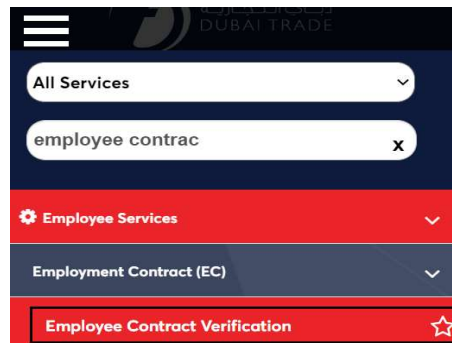 DUBAI TRADE
All Services
employee contrac
x
Employee Services
Employment Contract (EC)
Employee Contract Verification